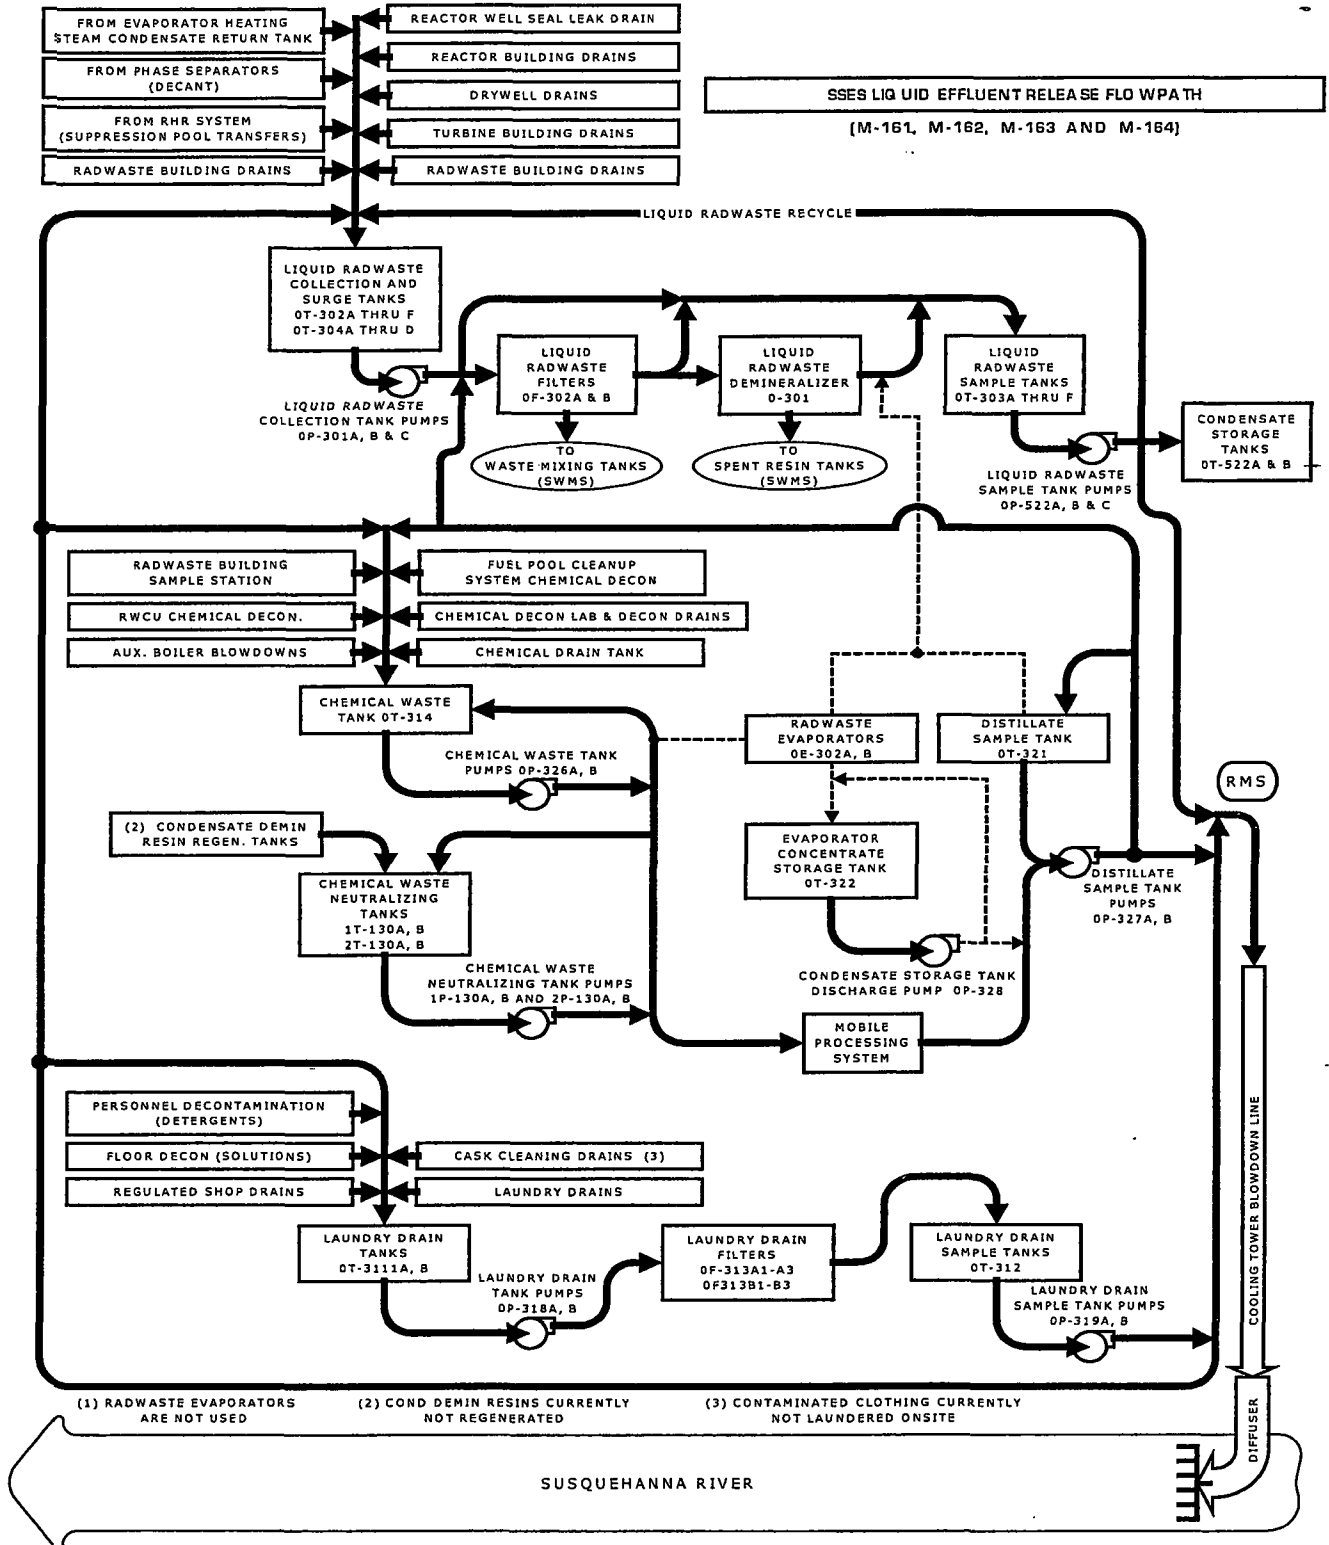 FROM EVAPORATOR HEATING
STEAM CONDENSATE RETURN TANK
REACTOR WELL SEAL LEAK DRAIN
REACTOR BUILDING DRAINS
FROM PHASE SEPARATORS
(DECANT)
DRYWELL DRAINS
FROM RHR SYSTEM
(SUPPRESSION POOL TRANSFERS)
TURBINE BUILDING DRAINS
RADWASTE BUILDING DRAINS
RADWASTE BUILDING DRAINS
SSES LIQUID EFFLUENT RELEASE FLOWPATH
(M-161, M-162, M-163 AND M-164)
LIQUID RADWASTE RECYCLE
LIQUID RADWASTE
COLLECTION AND
SURGE TANKS
0T-302A THRU F
0T-304A THRU D
LIQUID RADWASTE
COLLECTION TANK PUMPS
0P-301A, B & C
LIQUID
RADWASTE
FILTERS
0F-302A & B
LIQUID
RADWASTE
DEMINERALIZER
0-301
LIQUID
RADWASTE
SAMPLE TANKS
0T-303A THRU F
TO
WASTE MIXING TANKS
(SWMS)
TO
SPENT RESIN TANKS
(SWMS)
LIQUID RADWASTE
SAMPLE TANK PUMPS
0P-522A, B & C
CONDENSATE
STORAGE
TANKS
0T-522A & B
RADWASTE BUILDING
SAMPLE STATION
FUEL POOL CLEANUP
SYSTEM CHEMICAL DECON
RWCU CHEMICAL DECON.
CHEMICAL DECON LAB & DECON DRAINS
AUX. BOILER BLOWDOWNS
CHEMICAL DRAIN TANK
CHEMICAL WASTE
TANK 0T-314
CHEMICAL WASTE TANK
PUMPS 0P-326A, B
RADWASTE
EVAPORATORS
0E-302A, B
DISTILLATE
SAMPLE TANK
0T-321
RMS
(2) CONDENSATE DEMIN
RESIN REGEN. TANKS
EVAPORATOR
CONCENTRATE
STORAGE TANK
0T-322
DISTILLATE
SAMPLE TANK
PUMPS
0P-327A, B
CHEMICAL WASTE
NEUTRALIZING
TANKS
1T-130A, B
2T-130A, B
CHEMICAL WASTE
NEUTRALIZING TANK PUMPS
1P-130A, B AND 2P-130A, B
CONDENSATE STORAGE TANK
DISCHARGE PUMP 0P-328
MOBILE
PROCESSING
SYSTEM
PERSONNEL DECONTAMINATION
(DETERGENTS)
FLOOR DECON (SOLUTIONS)
CASK CLEANING DRAINS (3)
REGULATED SHOP DRAINS
LAUNDRY DRAINS
LAUNDRY DRAIN
TANKS
0T-3111A, B
LAUNDRY DRAIN
TANK PUMPS
0P-318A, B
LAUNDRY DRAIN
FILTERS
0F-313A1-A3
0F313B1-B3
LAUNDRY DRAIN
SAMPLE TANKS
0T-312
LAUNDRY DRAIN
SAMPLE TANK PUMPS
0P-319A, B
COOLING TOWER BLOWDOWN LINE
DIFFUSER
(1) RADWASTE EVAPORATORS
ARE NOT USED
(2) COND DEMIN RESINS CURRENTLY
NOT REGENERATED
(3) CONTAMINATED CLOTHING CURRENTLY
NOT LAUNDERED ONSITE
SUSQUEHANNA RIVER